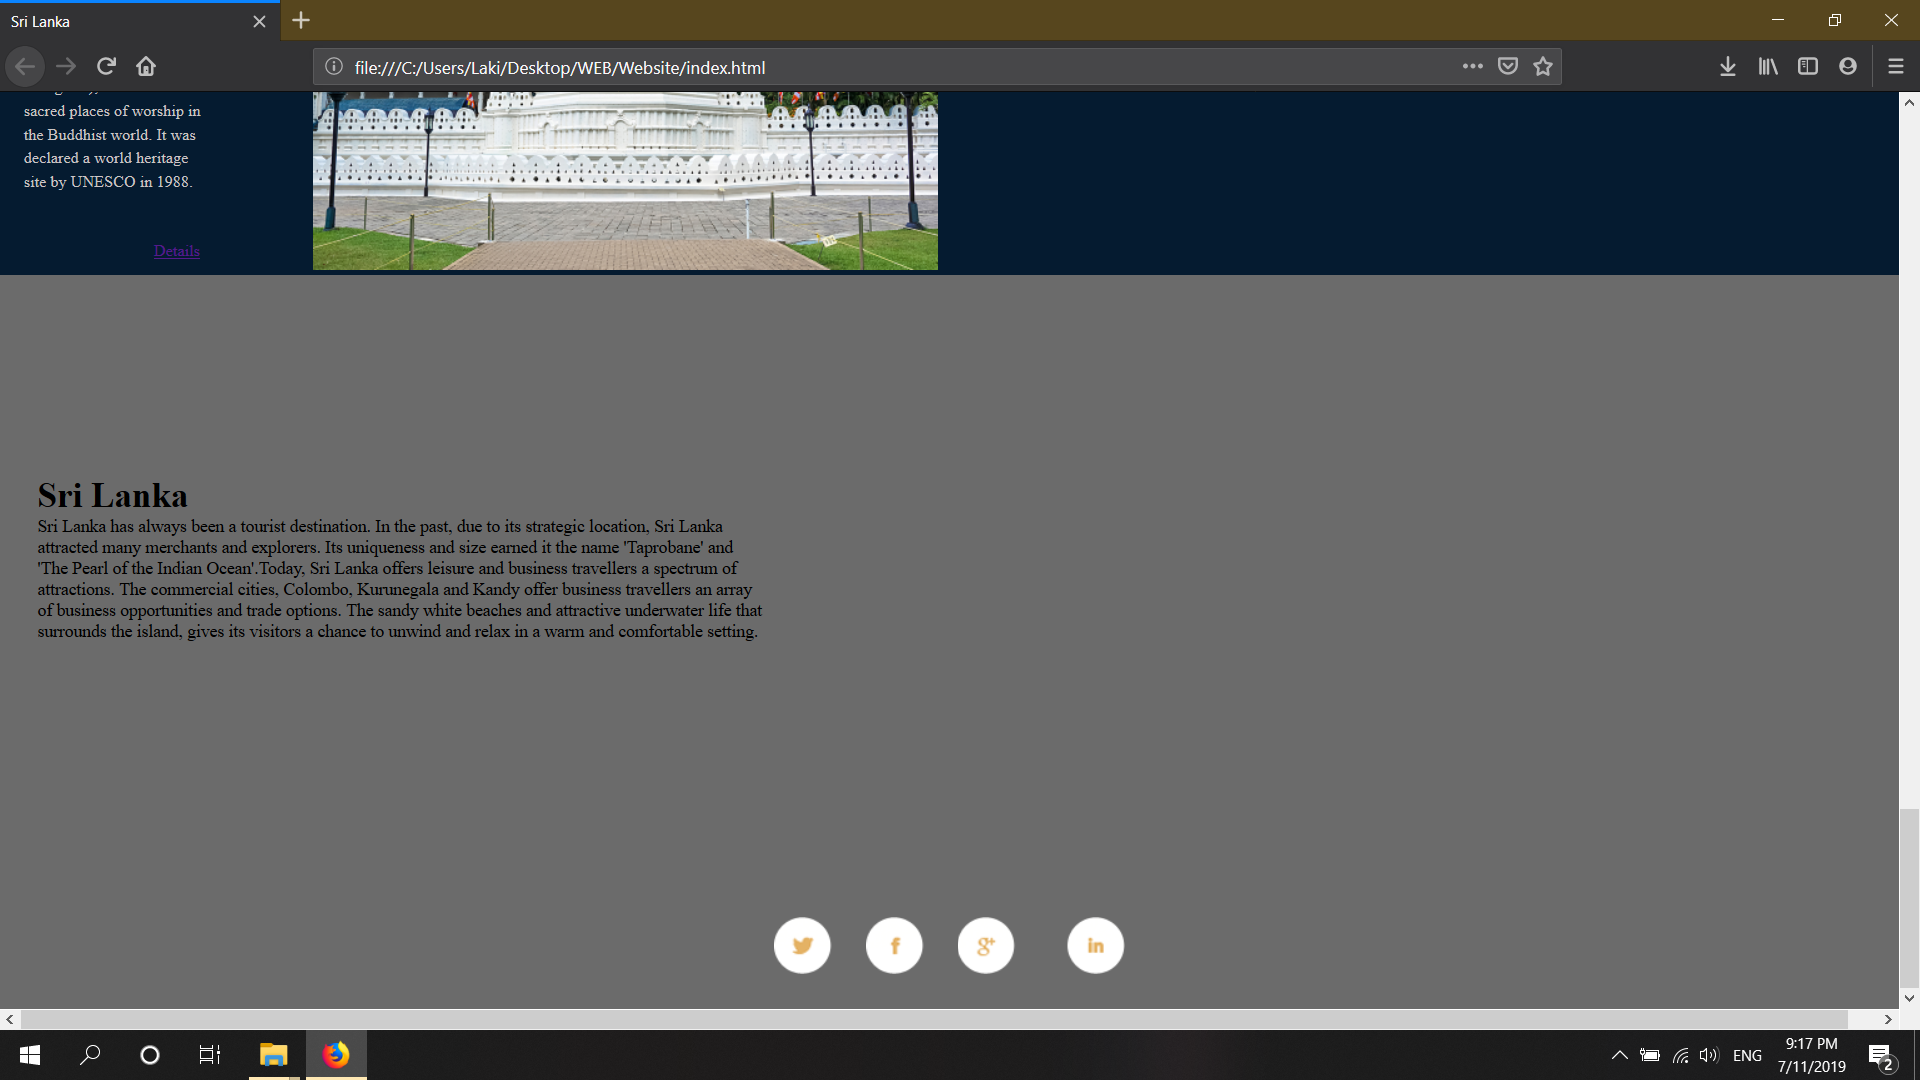 Sri Lanka
file:///C:/Users/Laki/Desktop/WEB/Website/index.html
sacred places of worship in
the Buddhist world. It was
declared a world heritage
site by UNESCO in 1988.
Details
Sri Lanka
Sri Lanka has always been a tourist destination. In the past, due to its strategic location, Sri Lanka
attracted many merchants and explorers. Its uniqueness and size earned it the name 'Taprobane' and
'The Pearl of the Indian Ocean'.Today, Sri Lanka offers leisure and business travellers a spectrum of
attractions. The commercial cities, Colombo, Kurunegala and Kandy offer business travellers an array
of business opportunities and trade options. The sandy white beaches and attractive underwater life that
surrounds the island, gives its visitors a chance to unwind and relax in a warm and comfortable setting.
f
g+
in
ENG
9:17 PM
7/11/2019
2